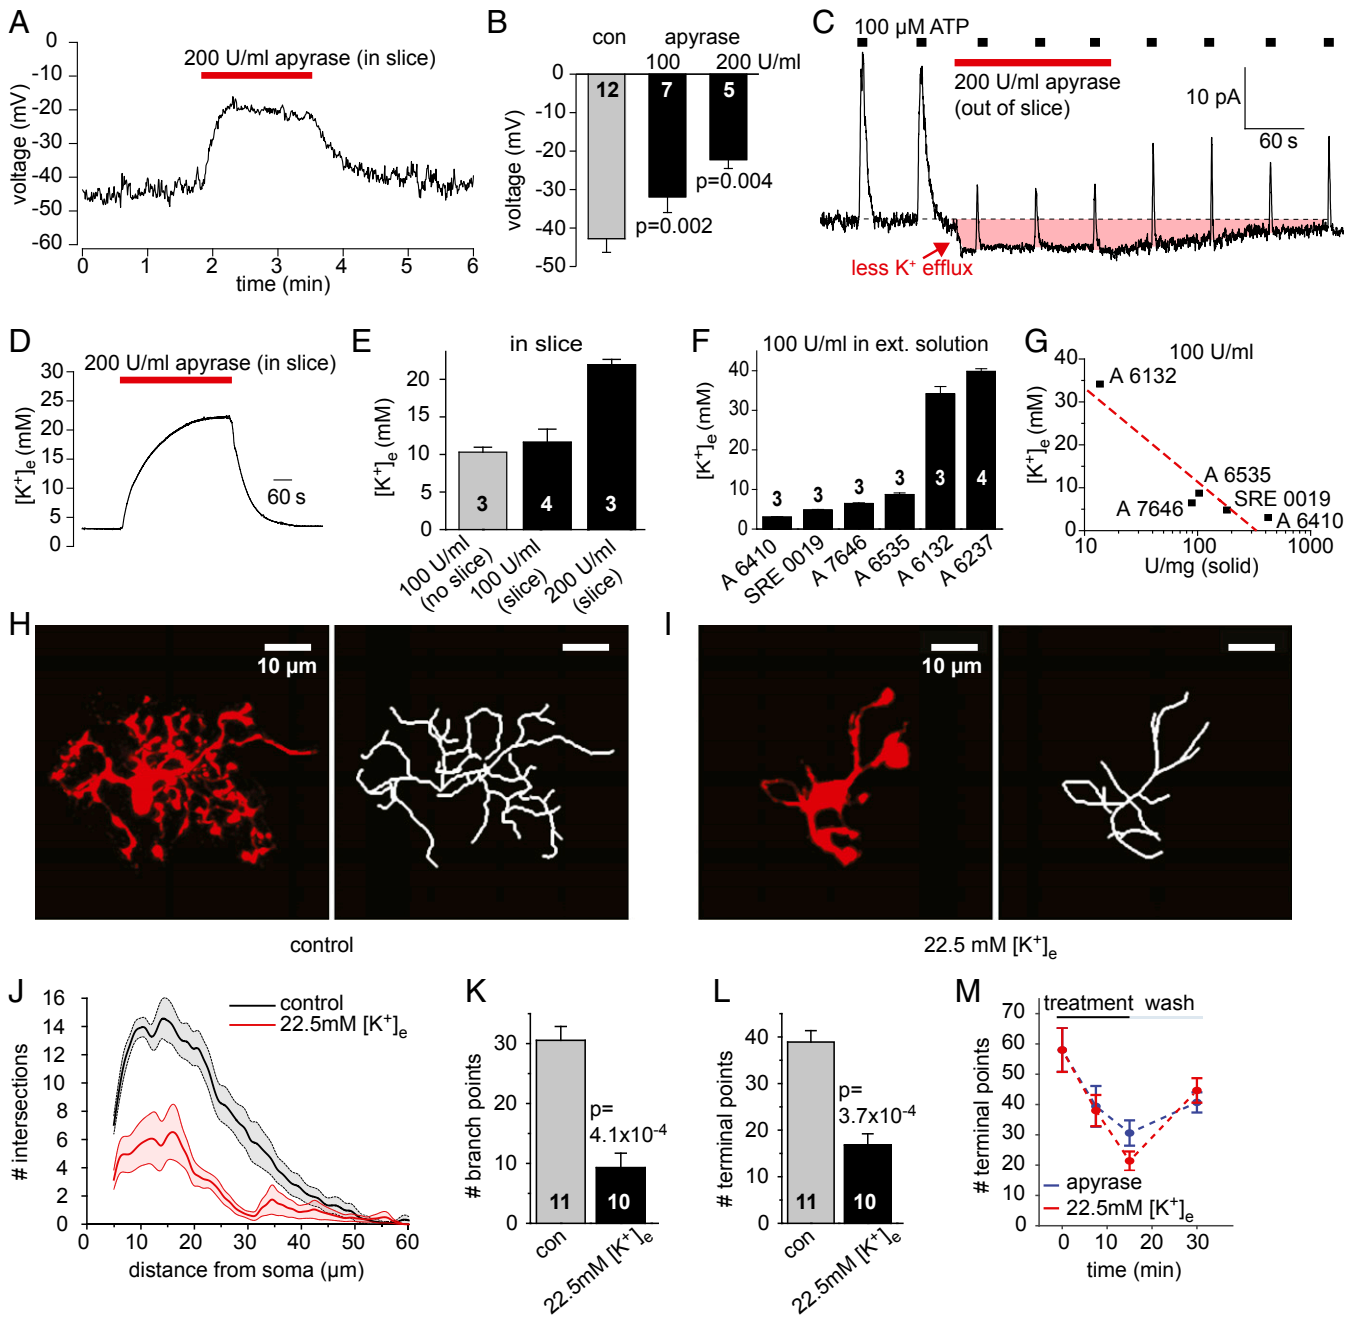 A
200 U/ml apyrase (in slice)
0
-10
-20
-30
-40
-50
-60
voltage (mV)
0 1 2 3 4 5 6
time (min)
B
con apyrase
100 200 U/ml
0
-10
-20
-30
-40
-50
voltage (mV)
12 7 5
p=0.004
p=0.002
C
100 µM ATP
200 U/ml apyrase
(out of slice)
10 pA
60 s
less K⁺ efflux
D
200 U/ml apyrase (in slice)
25
20
15
10
5
0
[K⁺]e (mM)
60 s
E
in slice
20
15
10
5
0
[K⁺]e (mM)
3 4 3
100 U/ml
(no slice)
100 U/ml
(slice)
200 U/ml
(slice)
F
100 U/ml in ext. solution
40
30
20
10
0
[K⁺]e (mM)
3 3 3 3 3 4
A 6410
SRE 0019
A 7646
A 6535
A 6132
A 6237
G
100 U/ml
40
30
20
10
0
[K⁺]e (mM)
A 6132
A 6535
SRE 0019
A 7646
A 6410
10 100 1000
U/mg (solid)
H
10 µm
control
I
10 µm
22.5 mM [K⁺]e
J
16
14
12
10
8
6
4
2
0
# intersections
control
22.5mM [K⁺]e
0 10 20 30 40 50 60
distance from soma (µm)
K
30
20
10
0
# branch points
p=
4.1x10⁻⁴
11 10
con
22.5mM [K⁺]e
L
40
30
20
10
0
# terminal points
p=
3.7x10⁻⁴
11 10
con
22.5mM [K⁺]e
M
treatment wash
70
60
50
40
30
20
10
0
# terminal points
apyrase
22.5mM [K⁺]e
0 10 20 30
time (min)